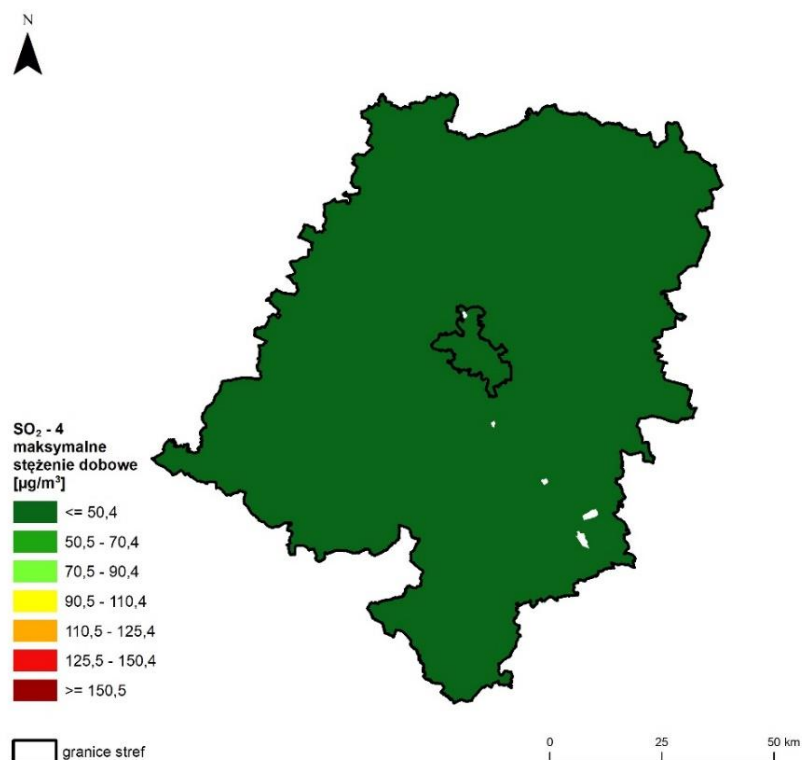 N
SO₂ - 4
maksymalne
stężenie dobowe
[µg/m³]
<= 50,4
50,5 - 70,4
70,5 - 90,4
90,5 - 110,4
110,5 - 125,4
125,5 - 150,4
>= 150,5
granice stref
0 25 50 km